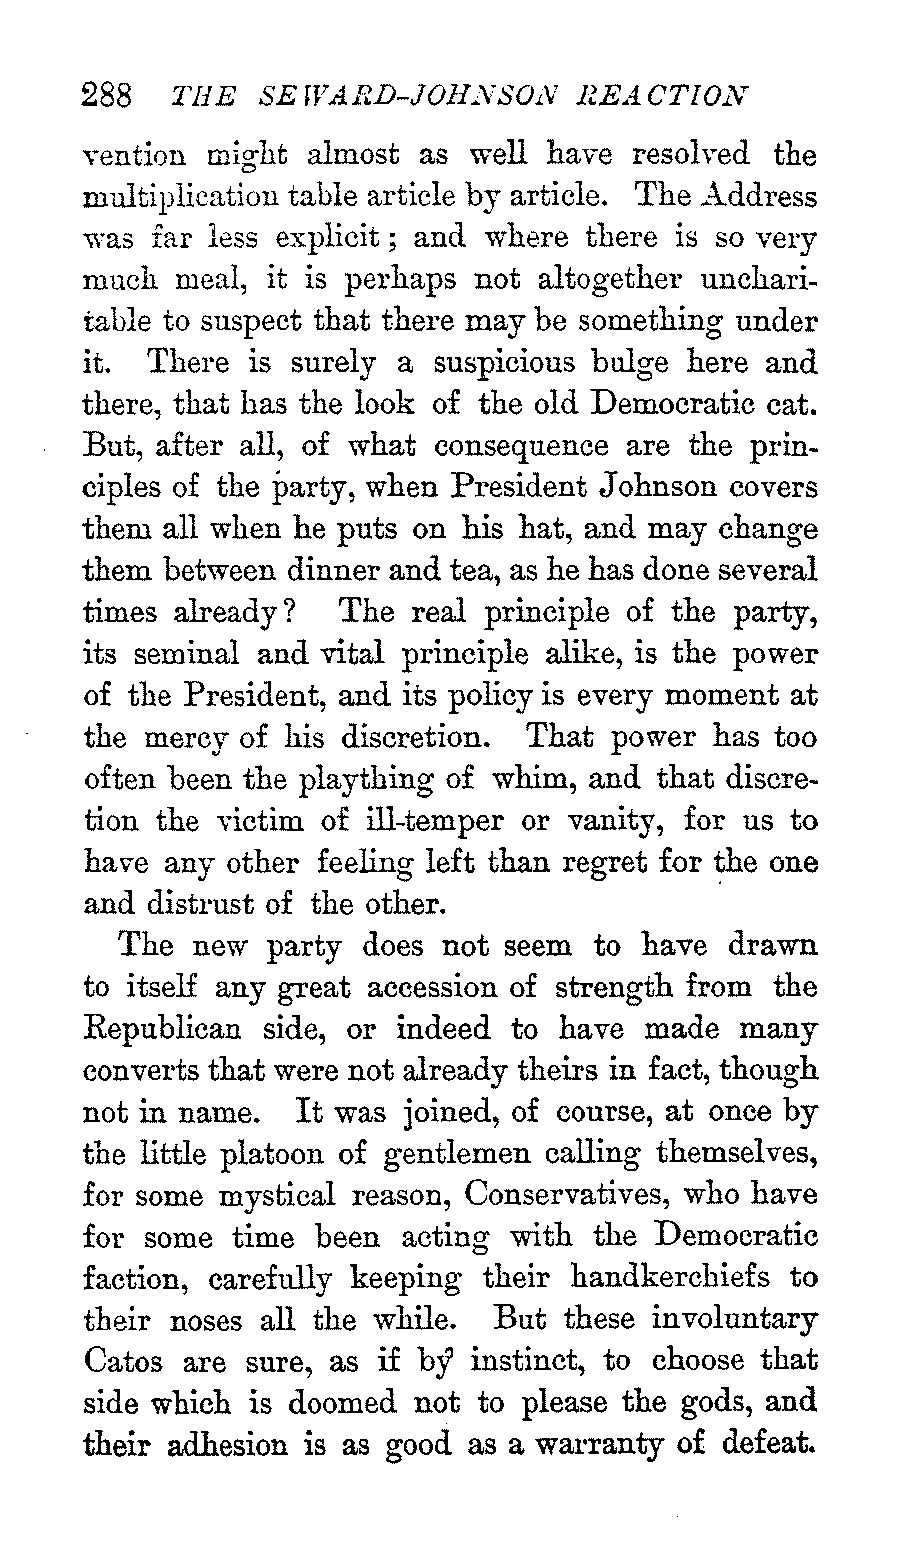 288 THE SEWARD-JOHNSON REACTION
vention might almost as well have resolved the
multiplication table article by article. The Address
was far less explicit; and where there is so very
much meal, it is perhaps not altogether unchari-
table to suspect that there may be something under
it. There is surely a suspicious bulge here and
there, that has the look of the old Democratic cat.
But, after all, of what consequence are the prin-
ciples of the party, when President Johnson covers
them all when he puts on his hat, and may change
them between dinner and tea, as he has done several
times already? The real principle of the party,
its seminal and vital principle alike, is the power
of the President, and its policy is every moment at
the mercy of his discretion. That power has too
often been the plaything of whim, and that discre-
tion the victim of ill-temper or vanity, for us to
have any other feeling left than regret for the one
and distrust of the other.
The new party does not seem to have drawn
to itself any great accession of strength from the
Republican side, or indeed to have made many
converts that were not already theirs in fact, though
not in name. It was joined, of course, at once by
the little platoon of gentlemen calling themselves,
for some mystical reason, Conservatives, who have
for some time been acting with the Democratic
faction, carefully keeping their handkerchiefs to
their noses all the while. But these involuntary
Catos are sure, as if by instinct, to choose that
side which is doomed not to please the gods, and
their adhesion is as good as a warranty of defeat.